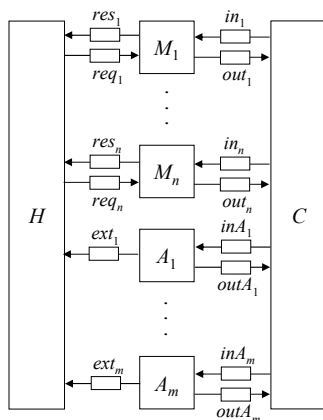 res₁ in₁
M₁
req₁ out₁
resₙ inₙ
Mₙ
reqₙ outₙ
H C
ext₁ inA₁
A₁
outA₁
extₘ inAₘ
Aₘ
outAₘ